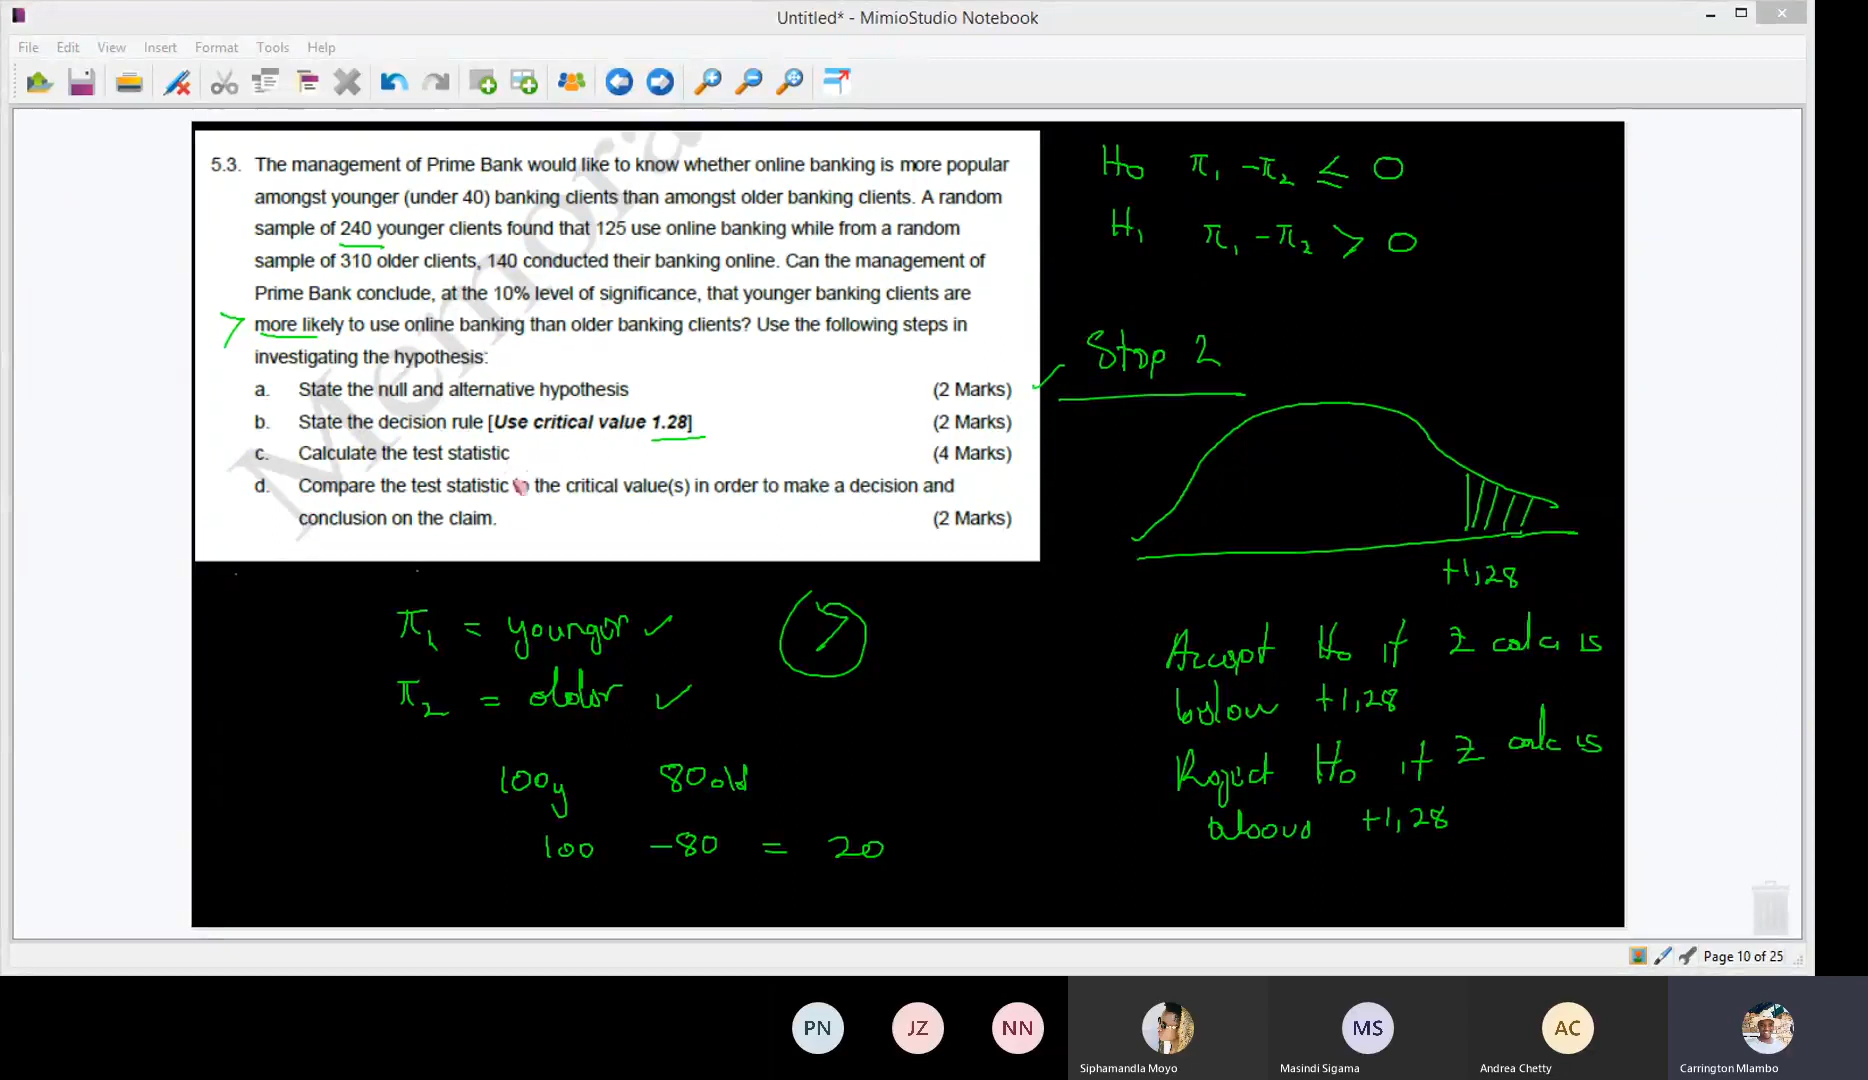 Untitled* - MimioStudio Notebook
File Edit View Insert Format Tools Help
5.3. The management of Prime Bank would like to know whether online banking is more popular
amongst younger (under 40) banking clients than amongst older banking clients. A random
sample of 240 younger clients found that 125 use online banking while from a random
sample of 310 older clients, 140 conducted their banking online. Can the management of
Prime Bank conclude, at the 10% level of significance, that younger banking clients are
> more likely to use online banking than older banking clients? Use the following steps in
investigating the hypothesis:
a. State the null and alternative hypothesis (2 Marks)
b. State the decision rule [Use critical value 1.28] (2 Marks)
c. Calculate the test statistic (4 Marks)
d. Compare the test statistic to the critical value(s) in order to make a decision and
conclusion on the claim. (2 Marks)
H0 π1 - π2 ≤ 0
H1 π1 - π2 > 0
Step 2
+1,28
π1 = younger ✓
π2 = older ✓
>
100y 80 old
100 - 80 = 20
Accept H0 if z calc is
below +1,28
Reject H0 if z calc is
above +1,28
Page 10 of 25
PN JZ NN MS AC
Siphamandla Moyo Masindi Sigama Andrea Chetty Carrington Mlambo